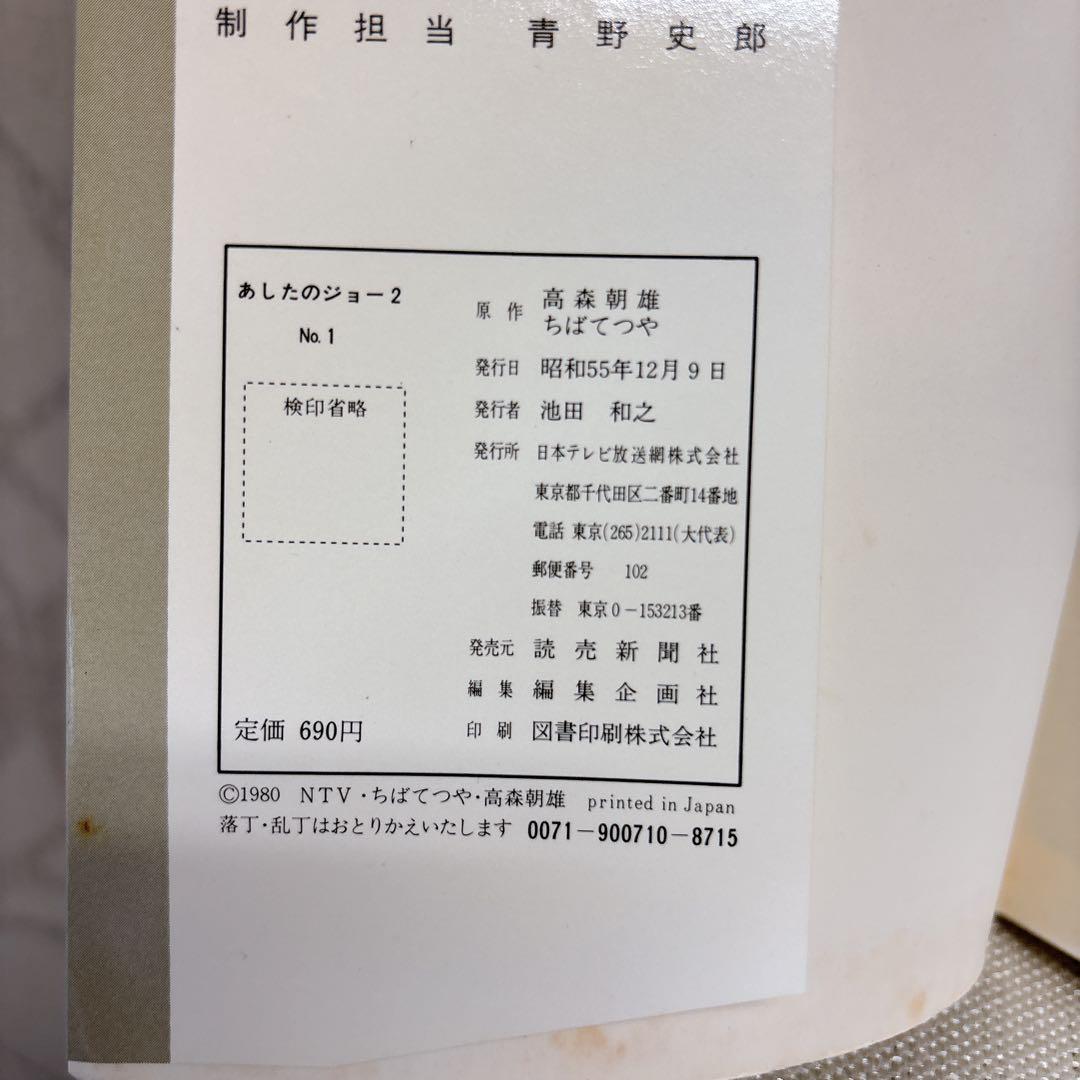 制作担当 青野史郎
あしたのジョー2
No. 1
検印省略
定価 690円
原作 高森朝雄
ちばてつや
発行日 昭和55年12月9日
発行者 池田 和之
発行所 日本テレビ放送網株式会社
東京都千代田区二番町14番地
電話 東京(265)2111(大代表)
郵便番号 102
振替 東京0-153213番
発売元 読売新聞社
編集 編集企画社
印刷 図書印刷株式会社
©1980 NTV・ちばてつや・高森朝雄 printed in Japan
落丁・乱丁はおとりかえいたします 0071-900710-8715